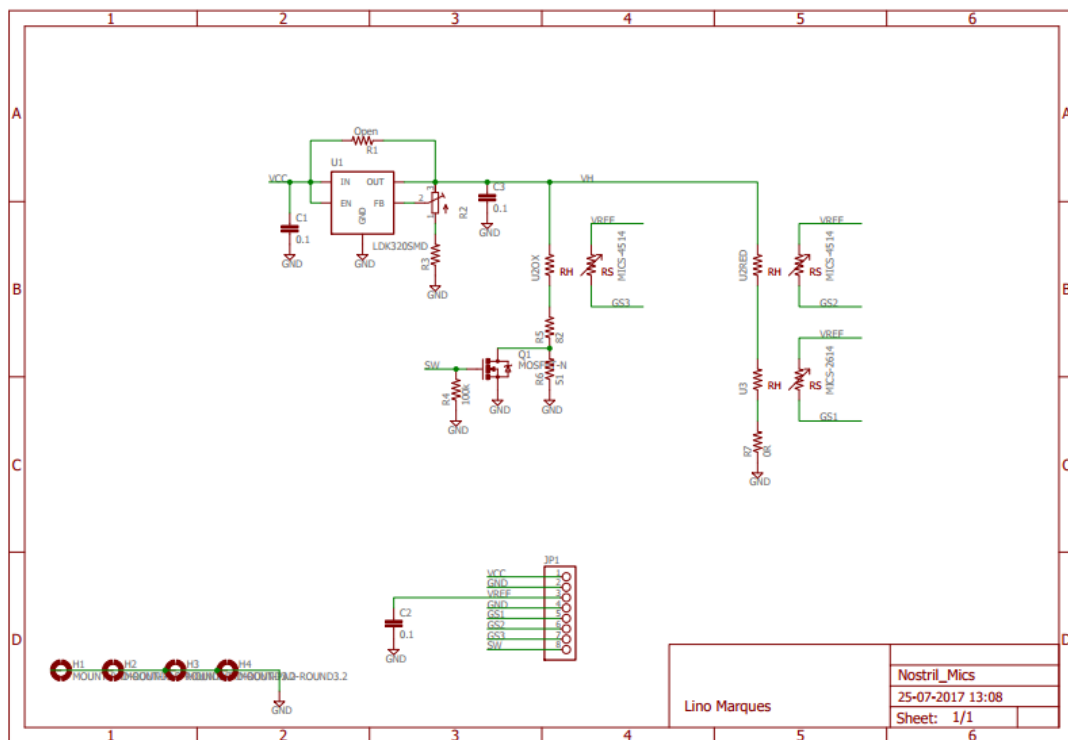 1 2 3 4 5 6
A A
Open
R1
U1
VCC IN OUT
EN FB
GND
3
2
1
R2
C3
0.1
VH
C1
0.1
LDK320SMD
GND
GND
GND
R3
GND
U2OX
RH RS
VREF
MICS-4514
GS3
U2RED
RH RS
VREF
MICS-4514
GS2
B B
R5
82
Q1
R6
51
SW
R4
100k
GND
GND
GND
U3
RH RS
VREF
MICS-2614
GS1
R7
0R
GND
C C
JP1
VCC 1
GND 2
VREF 3
GND 4
GS1 5
GS2 6
GS3 7
SW 8
C2
0.1
GND
D D
H1 H2 H3 H4
GND
Lino Marques
Nostril_Mics
25-07-2017 13:08
Sheet: 1/1
1 2 3 4 5 6